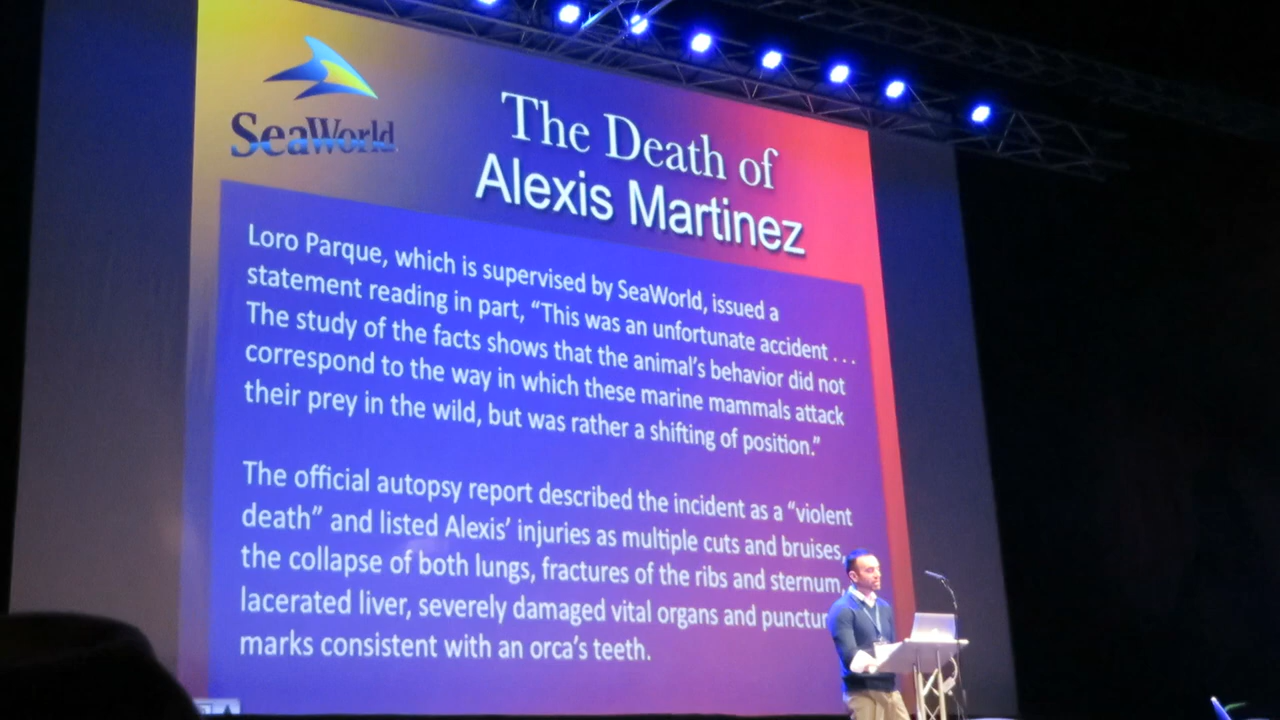 SeaWorld
The Death of
Alexis Martinez
Loro Parque, which is supervised by SeaWorld, issued a
statement reading in part, “This was an unfortunate accident . . .
The study of the facts shows that the animal’s behavior did not
correspond to the way in which these marine mammals attack
their prey in the wild, but was rather a shifting of position.”
The official autopsy report described the incident as a “violent
death” and listed Alexis’ injuries as multiple cuts and bruises,
the collapse of both lungs, fractures of the ribs and sternum,
lacerated liver, severely damaged vital organs and punctur
marks consistent with an orca’s teeth.